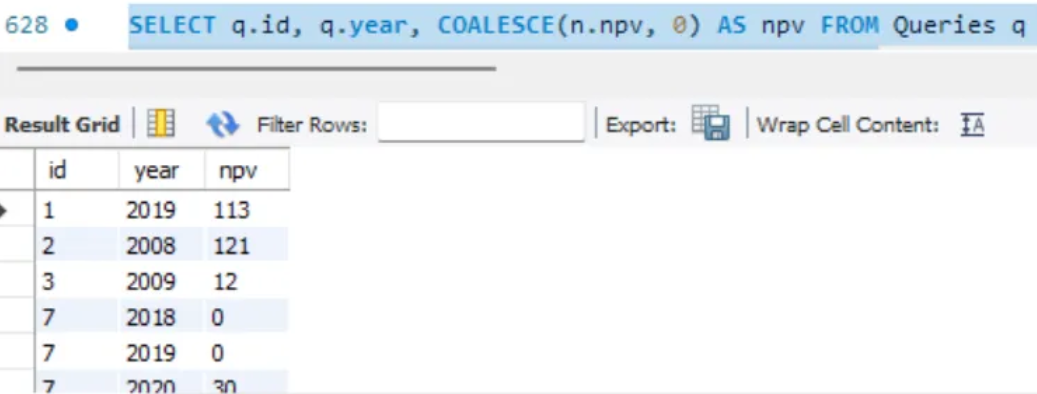 628 SELECT q.id, q.year, COALESCE(n.npv, 0) AS npv FROM Queries q
Result Grid Filter Rows: Export: Wrap Cell Content: IA
id year npv
1 2019 113
2 2008 121
3 2009 12
7 2018 0
7 2019 0
7 2020 30